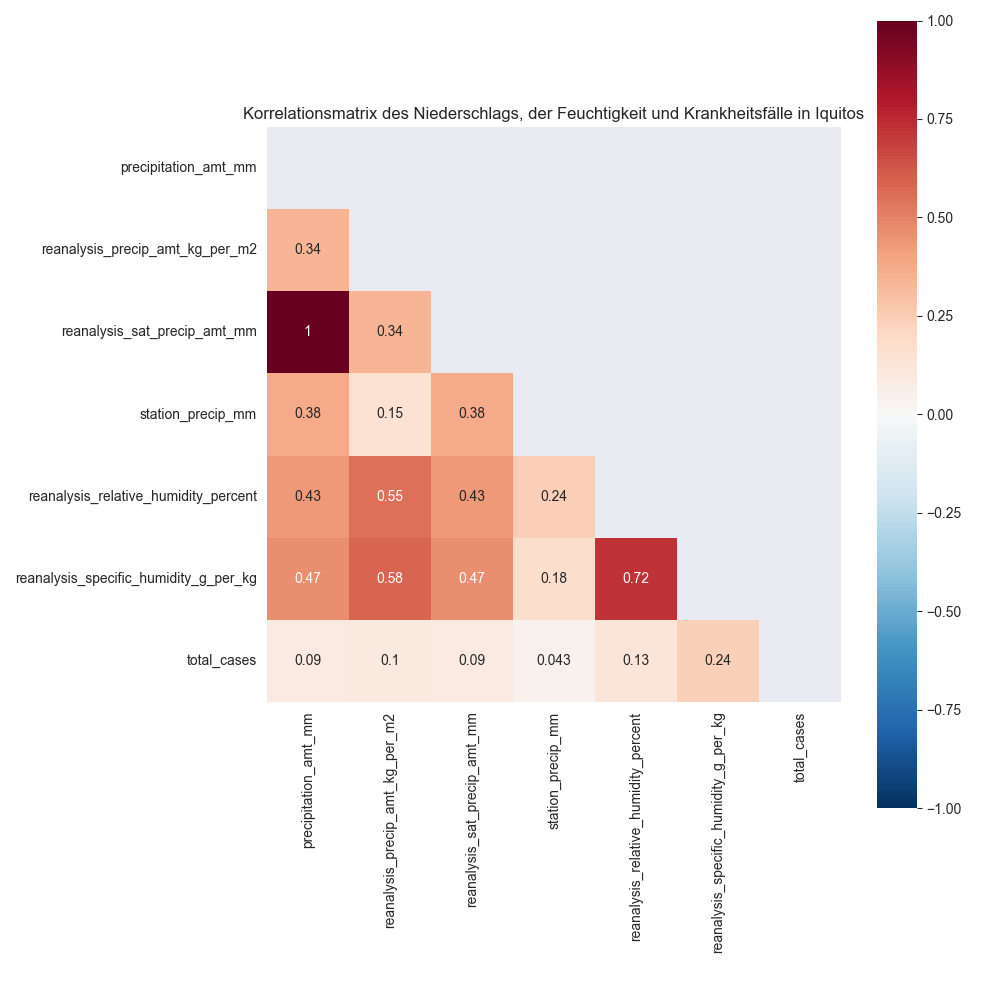 Korrelationsmatrix des Niederschlags, der Feuchtigkeit und Krankheitsfälle in Iquitos
precipitation_amt_mm
reanalysis_precip_amt_kg_per_m2
0.34
reanalysis_sat_precip_amt_mm
1 0.34
station_precip_mm
0.38 0.15 0.38
reanalysis_relative_humidity_percent
0.43 0.55 0.43 0.24
reanalysis_specific_humidity_g_per_kg
0.47 0.58 0.47 0.18 0.72
total_cases
0.09 0.1 0.09 0.043 0.13 0.24
precipitation_amt_mm
reanalysis_precip_amt_kg_per_m2
reanalysis_sat_precip_amt_mm
station_precip_mm
reanalysis_relative_humidity_percent
reanalysis_specific_humidity_g_per_kg
total_cases
1.00
0.75
0.50
0.25
0.00
−0.25
−0.50
−0.75
−1.00